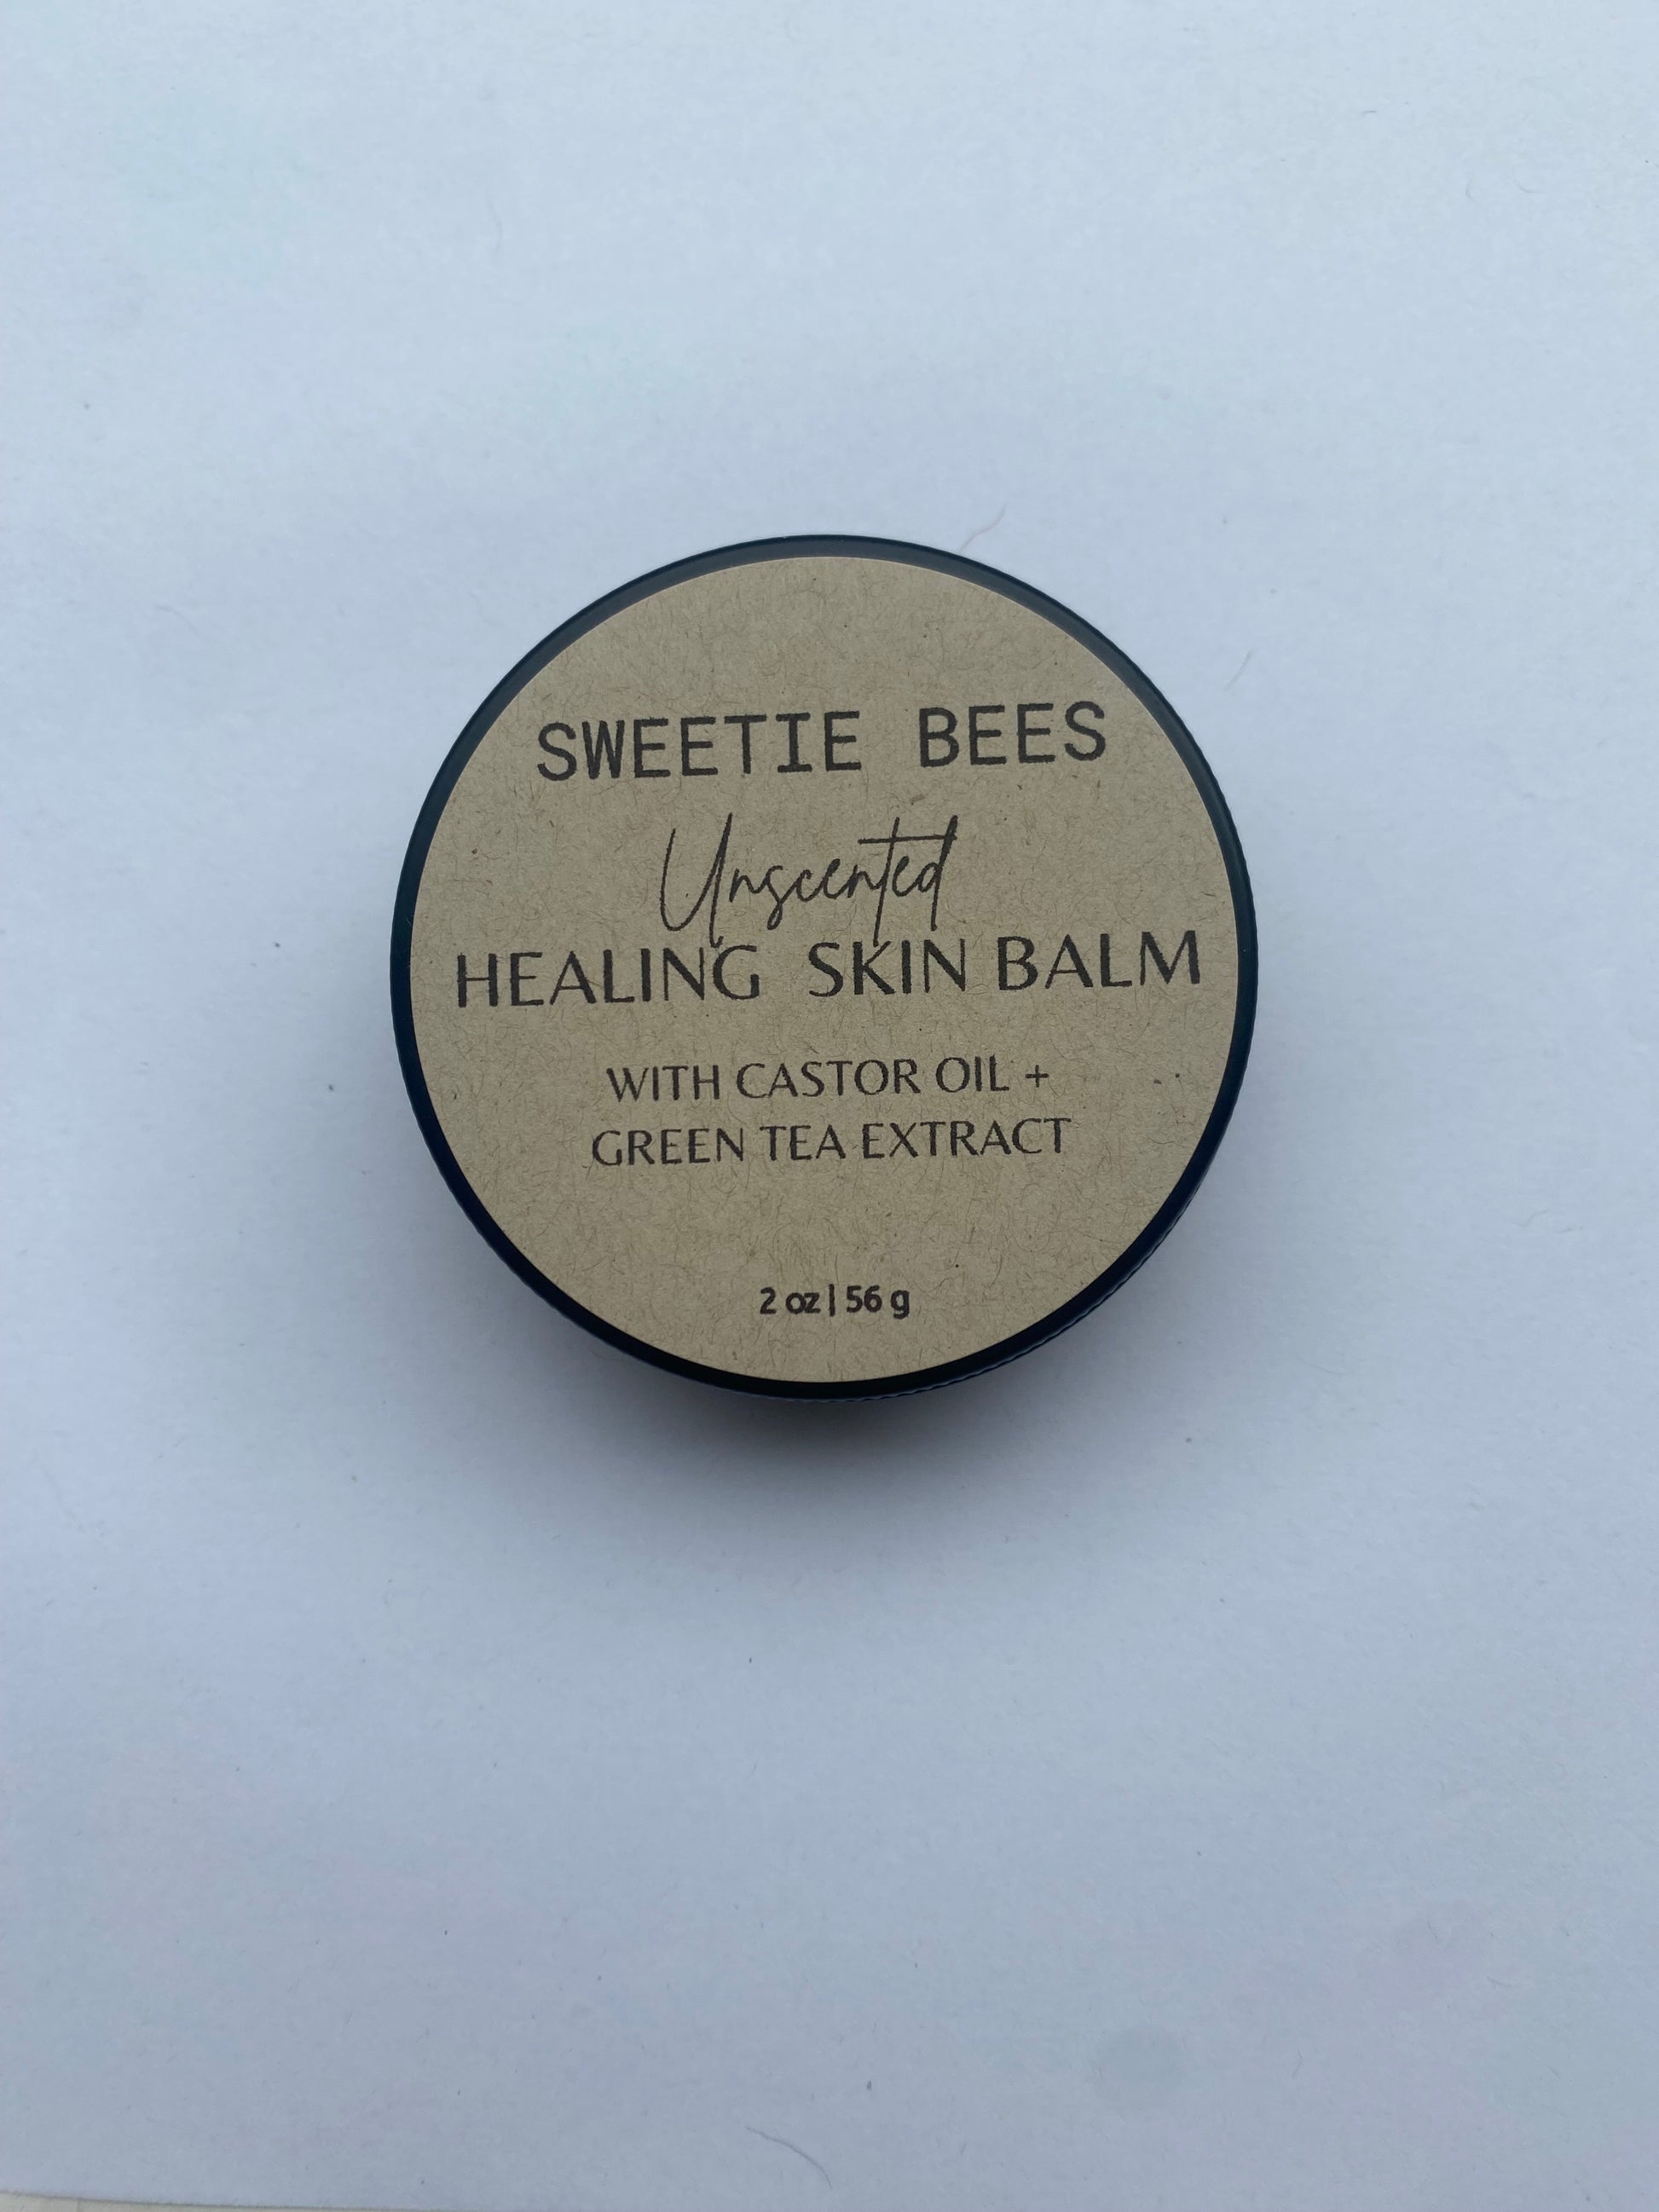 SWEETIE BEES
Unscented
HEALING SKIN BALM
WITH CASTOR OIL +
GREEN TEA EXTRACT
2 oz | 56 g